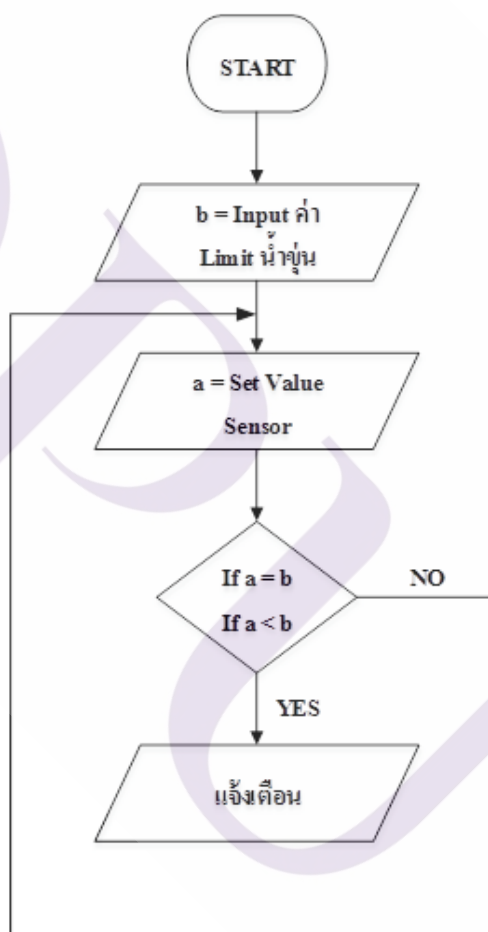 START
b = Input ค่า
Limit น้ำขุ่น
a = Set Value
Sensor
If a = b
If a < b
NO
YES
แจ้งเตือน